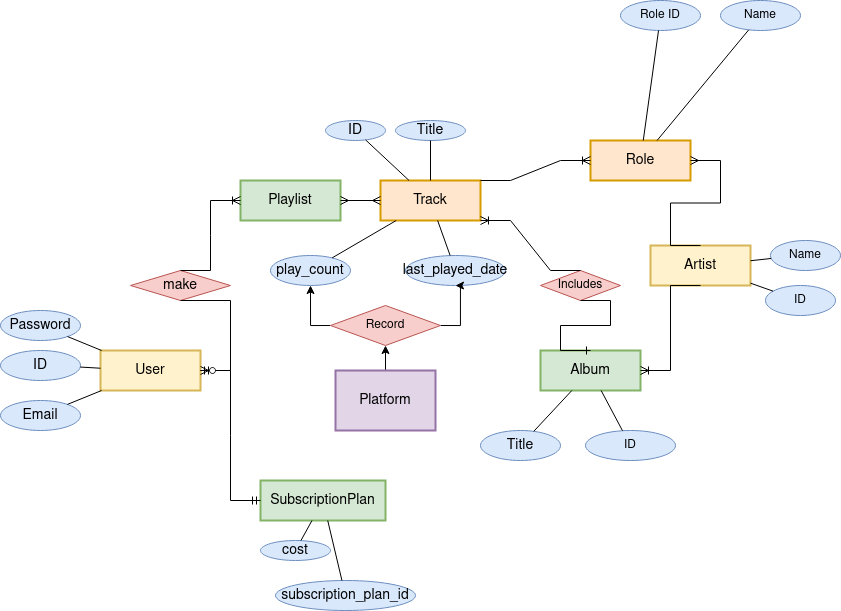 Role ID
Name
ID
Title
Role
Playlist
Track
Artist
Name
ID
play_count
last_played_date
make
Includes
Record
Password
ID
Email
User
Platform
Album
Title
ID
SubscriptionPlan
cost
subscription_plan_id